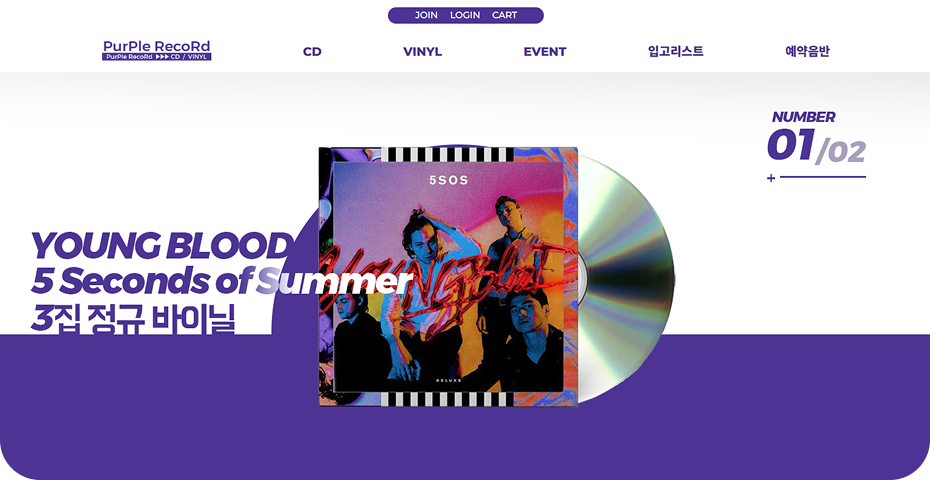 JOIN LOGIN CART
PurPle RecoRd
PurPle RecoRd ▶▶▶ CD / VINYL
CD VINYL EVENT 입고리스트 예약음반
NUMBER
01/02
+
5SOS
YOUNG BLOOD
5 Seconds of Summer
3집 정규 바이닐
YOUNGblood
DELUXE